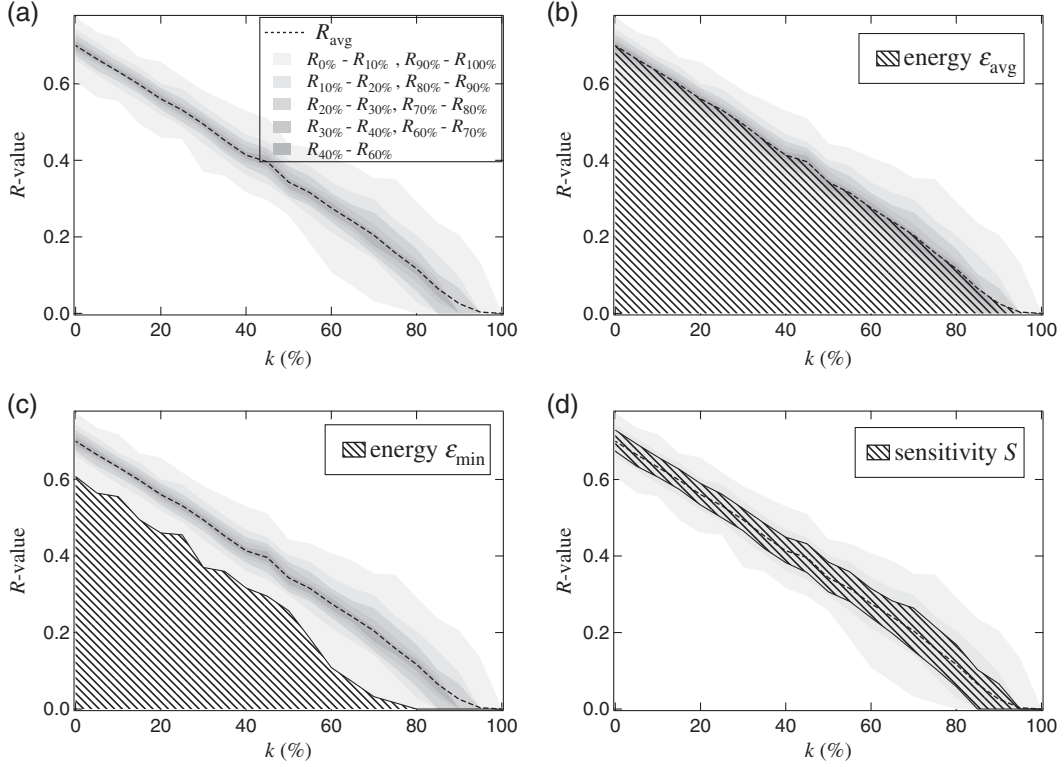 (a)
R-value
0.6
0.4
0.2
0.0
0 20 40 60 80 100
k (%)
R_avg
R_0% - R_10% , R_90% - R_100%
R_10% - R_20% , R_80% - R_90%
R_20% - R_30%, R_70% - R_80%
R_30% - R_40%, R_60% - R_70%
R_40% - R_60%
(b)
R-value
0.6
0.4
0.2
0.0
0 20 40 60 80 100
k (%)
energy ε_avg
(c)
R-value
0.6
0.4
0.2
0.0
0 20 40 60 80 100
k (%)
energy ε_min
(d)
R-value
0.6
0.4
0.2
0.0
0 20 40 60 80 100
k (%)
sensitivity S